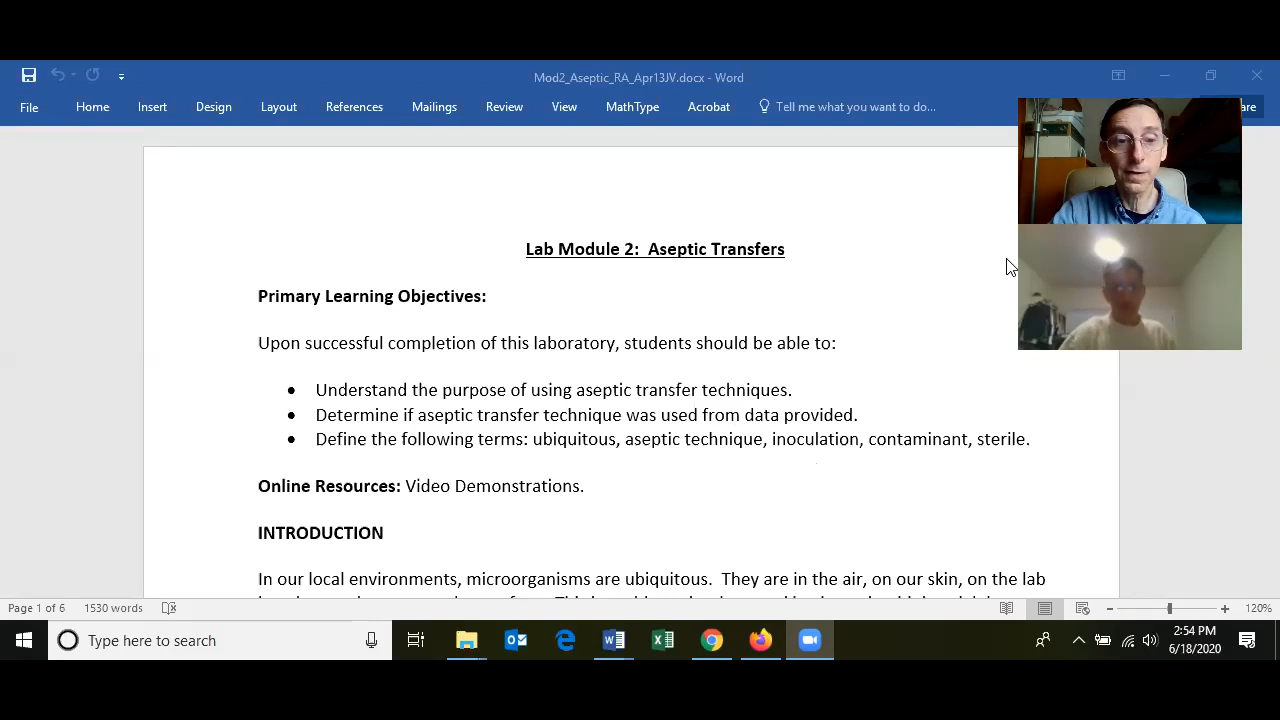 Mod2_Aseptic_RA_Apr13JV.docx - Word
File Home Insert Design Layout References Mailings Review View MathType Acrobat Tell me what you want to do... are
Lab Module 2: Aseptic Transfers
Primary Learning Objectives:
Upon successful completion of this laboratory, students should be able to:
• Understand the purpose of using aseptic transfer techniques.
• Determine if aseptic transfer technique was used from data provided.
• Define the following terms: ubiquitous, aseptic technique, inoculation, contaminant, sterile.
Online Resources: Video Demonstrations.
INTRODUCTION
In our local environments, microorganisms are ubiquitous. They are in the air, on our skin, on the lab
Page 1 of 6 1530 words 120%
Type here to search
2:54 PM
6/18/2020